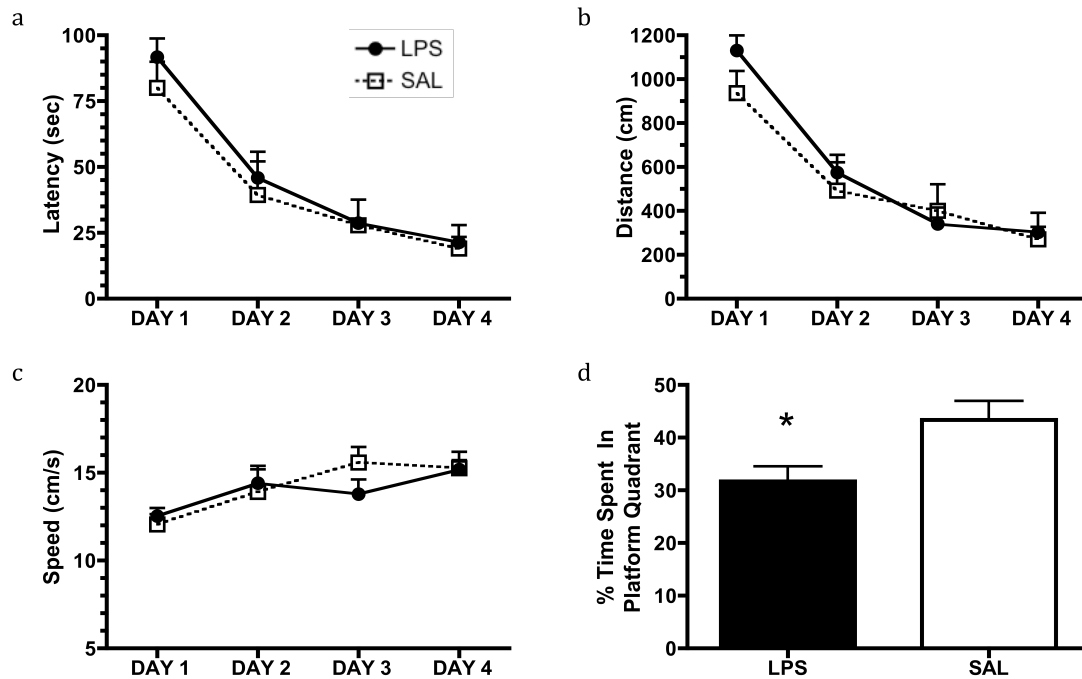 a
100
75
50
25
0
Latency (sec)
LPS
SAL
DAY 1 DAY 2 DAY 3 DAY 4
b
1200
1000
800
600
400
200
0
Distance (cm)
DAY 1 DAY 2 DAY 3 DAY 4
c
20
15
10
5
Speed (cm/s)
DAY 1 DAY 2 DAY 3 DAY 4
d
50
40
30
20
10
0
% Time Spent In
Platform Quadrant
*
LPS SAL